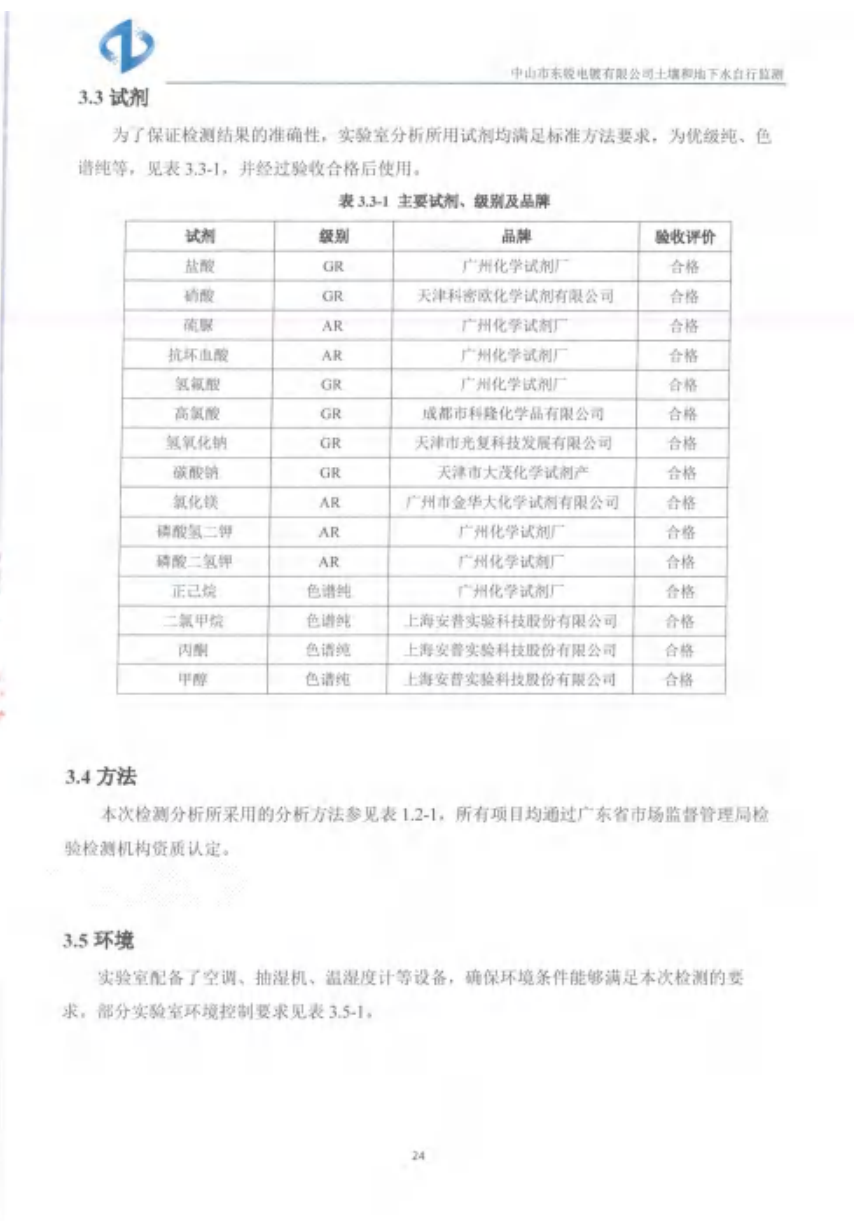 中山市东骏电镀有限公司土壤和地下水自行监测
3.3 试剂
为了保证检测结果的准确性，实验室分析所用试剂均满足标准方法要求，为优级纯、色
谱纯等，见表 3.3-1，并经过验收合格后使用。
表 3.3-1 主要试剂、级别及品牌
试剂 级别 品牌 验收评价
盐酸 GR 广州化学试剂厂 合格
硝酸 GR 天津科密欧化学试剂有限公司 合格
硫脲 AR 广州化学试剂厂 合格
抗坏血酸 AR 广州化学试剂厂 合格
氢氟酸 GR 广州化学试剂厂 合格
高氯酸 GR 成都市科隆化学品有限公司 合格
氢氧化钠 GR 天津市光复科技发展有限公司 合格
碳酸钠 GR 天津市大茂化学试剂产 合格
氯化镁 AR 广州市金华大化学试剂有限公司 合格
磷酸氢二钾 AR 广州化学试剂厂 合格
磷酸二氢钾 AR 广州化学试剂厂 合格
正己烷 色谱纯 广州化学试剂厂 合格
二氯甲烷 色谱纯 上海安普实验科技股份有限公司 合格
丙酮 色谱纯 上海安普实验科技股份有限公司 合格
甲醇 色谱纯 上海安普实验科技股份有限公司 合格
3.4 方法
本次检测分析所采用的分析方法参见表 1.2-1，所有项目均通过广东省市场监督管理局检
验检测机构资质认定。
3.5 环境
实验室配备了空调、抽湿机、温湿度计等设备，确保环境条件能够满足本次检测的要
求。部分实验室环境控制要求见表 3.5-1。
24